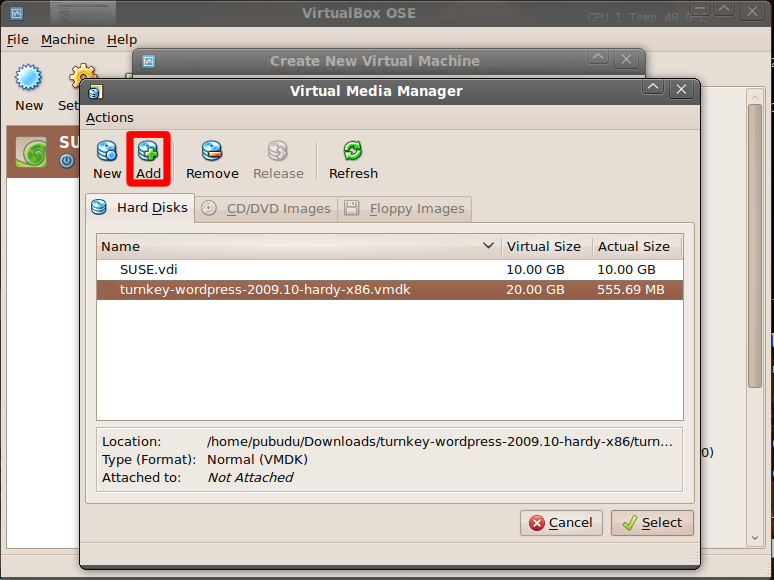 VirtualBox OSE
CPU 1 Temp 48.0
File Machine Help
Create New Virtual Machine
New
Virtual Media Manager
Actions
New Add Remove Release Refresh
Hard Disks CD/DVD Images Floppy Images
Name Virtual Size Actual Size
SUSE.vdi 10.00 GB 10.00 GB
turnkey-wordpress-2009.10-hardy-x86.vmdk 20.00 GB 555.69 MB
Location: /home/pubudu/Downloads/turnkey-wordpress-2009.10-hardy-x86/turn...
Type (Format): Normal (VMDK)
Attached to: Not Attached
Cancel Select